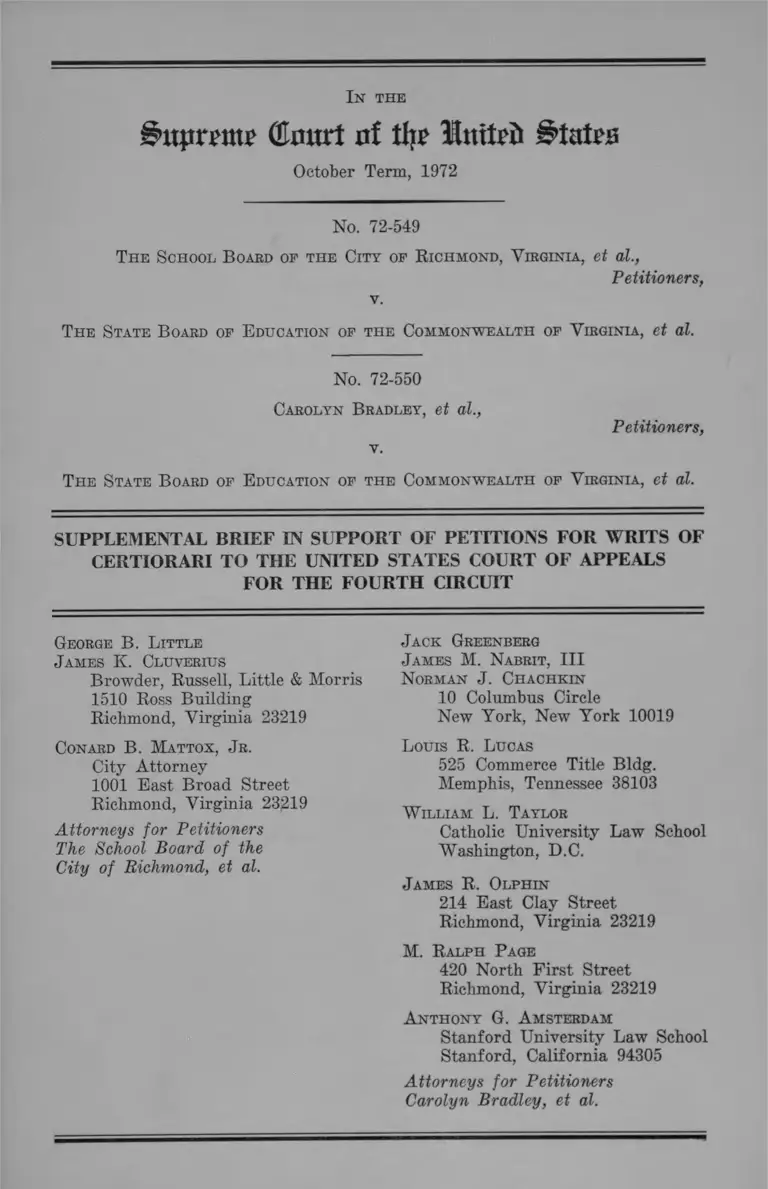 IN THE
Supreme Court of the United States
October Term, 1972
No. 72-549
THE SCHOOL BOARD OF THE CITY OF RICHMOND, VIRGINIA, et al.,
Petitioners,
v.
THE STATE BOARD OF EDUCATION OF THE COMMONWEALTH OF VIRGINIA, et al.
No. 72-550
CAROLYN BRADLEY, et al.,
Petitioners,
v.
THE STATE BOARD OF EDUCATION OF THE COMMONWEALTH OF VIRGINIA, et al.
SUPPLEMENTAL BRIEF IN SUPPORT OF PETITIONS FOR WRITS OF
CERTIORARI TO THE UNITED STATES COURT OF APPEALS
FOR THE FOURTH CIRCUIT
GEORGE B. LITTLE
JAMES K. CLUVERIUS
Browder, Russell, Little & Morris
1510 Ross Building
Richmond, Virginia 23219
CONARD B. MATTOX, JR.
City Attorney
1001 East Broad Street
Richmond, Virginia 23219
Attorneys for Petitioners
The School Board of the
City of Richmond, et al.
JACK GREENBERG
JAMES M. NABRIT, III
NORMAN J. CHACHKIN
10 Columbus Circle
New York, New York 10019
LOUIS R. LUCAS
525 Commerce Title Bldg.
Memphis, Tennessee 38103
WILLIAM L. TAYLOR
Catholic University Law School
Washington, D.C.
JAMES R. OLPHIN
214 East Clay Street
Richmond, Virginia 23219
M. RALPH PAGE
420 North First Street
Richmond, Virginia 23219
ANTHONY G. AMSTERDAM
Stanford University Law School
Stanford, California 94305
Attorneys for Petitioners
Carolyn Bradley, et al.